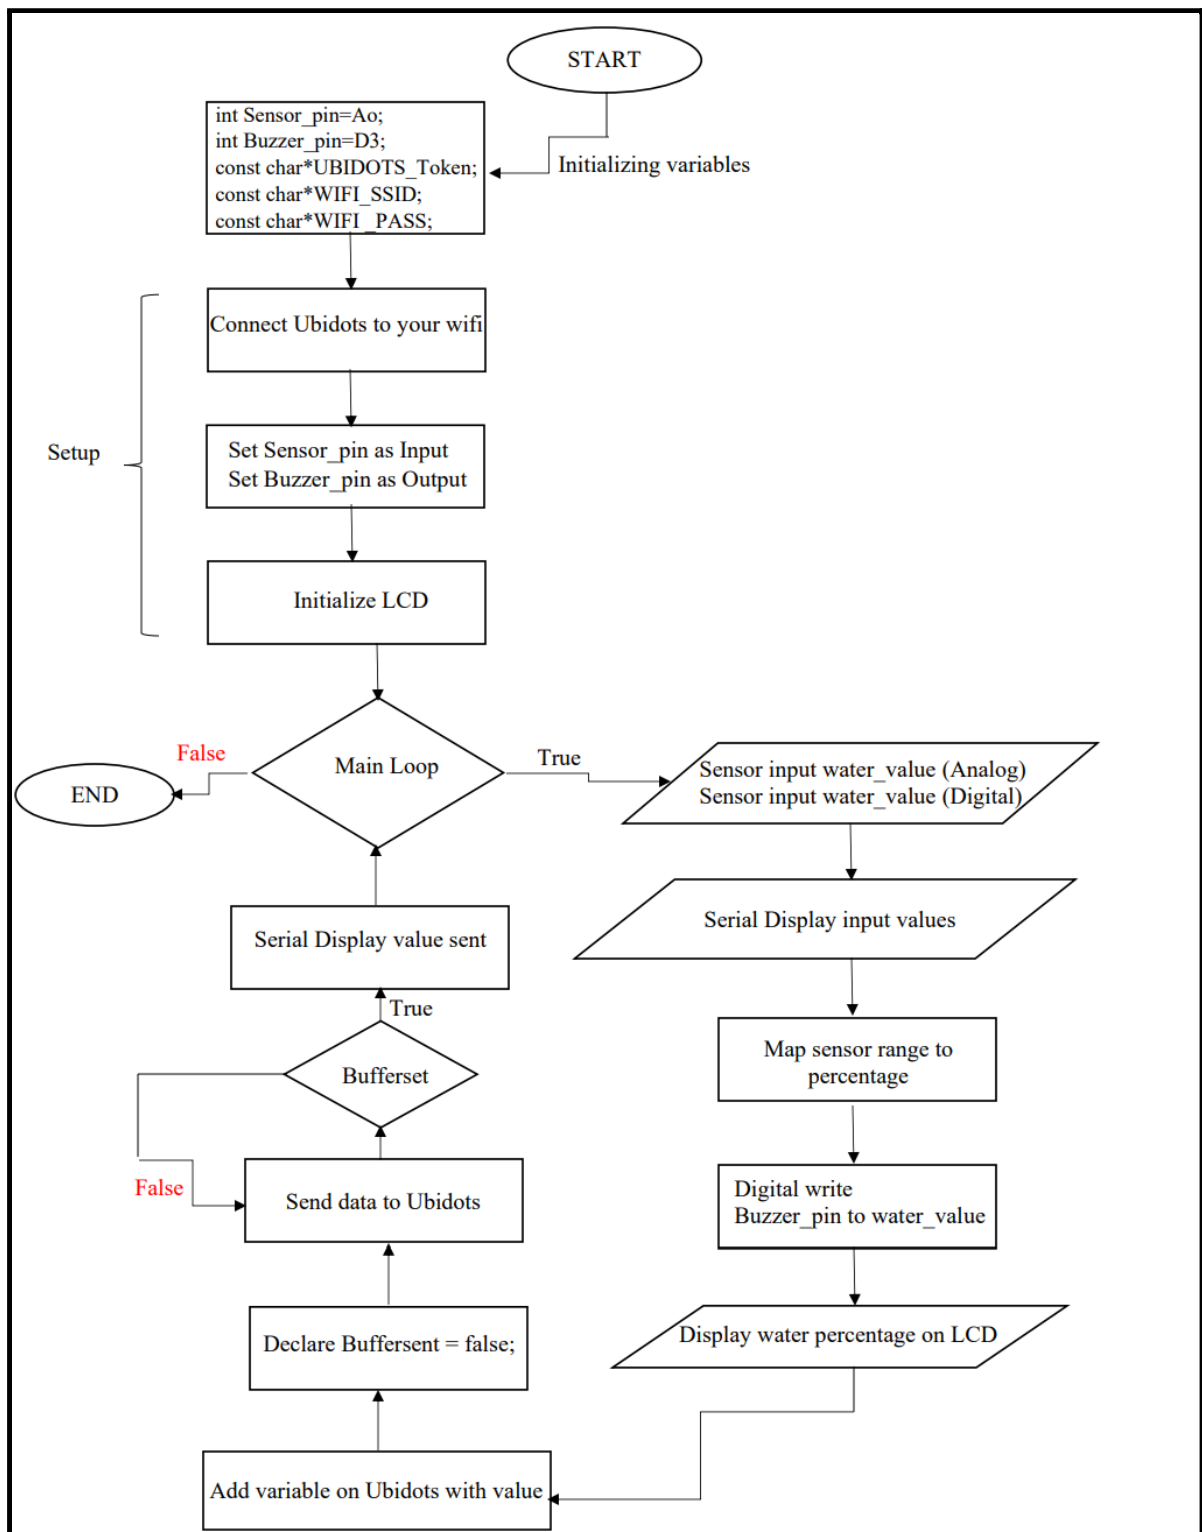 START
int Sensor_pin=Ao;
int Buzzer_pin=D3;
const char*UBIDOTS_Token;
const char*WIFI_SSID;
const char*WIFI _PASS;
Initializing variables
Connect Ubidots to your wifi
Setup
Set Sensor_pin as Input
Set Buzzer_pin as Output
Initialize LCD
Main Loop
False
END
True
Sensor input water_value (Analog)
Sensor input water_value (Digital)
Serial Display input values
Map sensor range to
percentage
Digital write
Buzzer_pin to water_value
Display water percentage on LCD
Add variable on Ubidots with value
Declare Buffersent = false;
Send data to Ubidots
Bufferset
False
True
Serial Display value sent